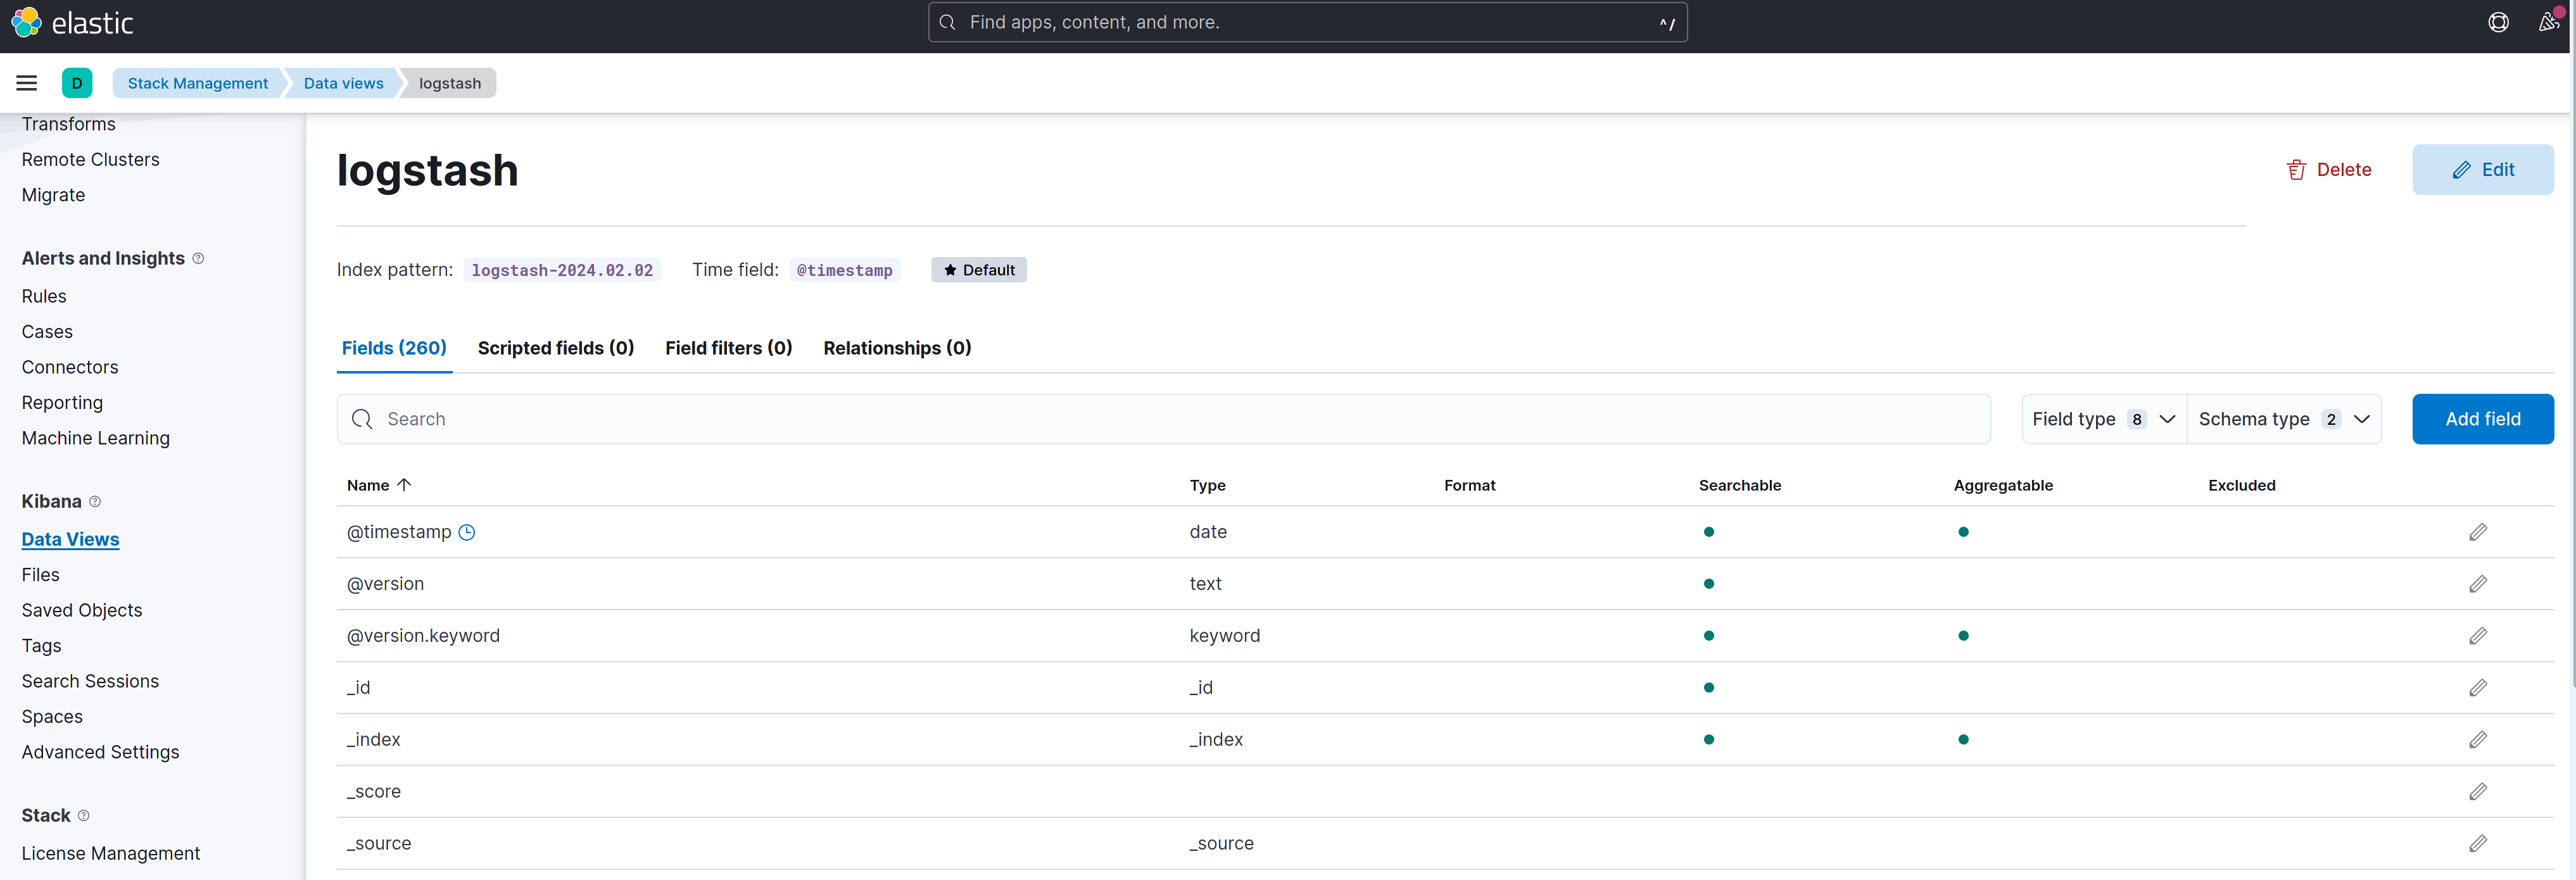 elastic
Find apps, content, and more.
^/
D
Stack Management
Data views
logstash
Transforms
Remote Clusters
Migrate
Alerts and Insights
Rules
Cases
Connectors
Reporting
Machine Learning
Kibana
Data Views
Files
Saved Objects
Tags
Search Sessions
Spaces
Advanced Settings
Stack
License Management
logstash
Delete
Edit
Index pattern: logstash-2024.02.02 Time field: @timestamp Default
Fields (260) Scripted fields (0) Field filters (0) Relationships (0)
Search
Field type 8
Schema type 2
Add field
Name Type Format Searchable Aggregatable Excluded
@timestamp date
@version text
@version.keyword keyword
_id _id
_index _index
_score
_source _source